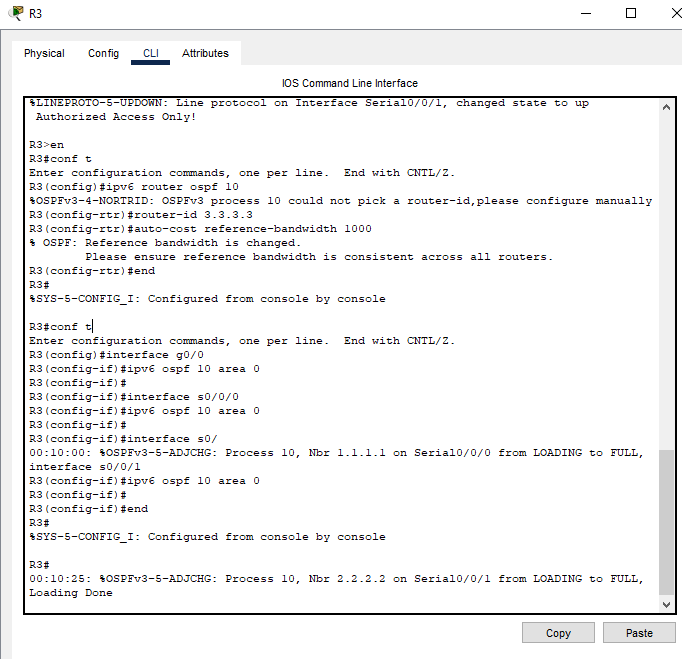 R3
Physical Config CLI Attributes
IOS Command Line Interface
%LINEPROTO-5-UPDOWN: Line protocol on Interface Serial0/0/1, changed state to up
Authorized Access Only!
R3>en
R3#conf t
Enter configuration commands, one per line.  End with CNTL/Z.
R3(config)#ipv6 router ospf 10
%OSPFv3-4-NORTRID: OSPFv3 process 10 could not pick a router-id,please configure manually
R3(config-rtr)#router-id 3.3.3.3
R3(config-rtr)#auto-cost reference-bandwidth 1000
% OSPF: Reference bandwidth is changed.
Please ensure reference bandwidth is consistent across all routers.
R3(config-rtr)#end
R3#
%SYS-5-CONFIG_I: Configured from console by console
R3#conf t
Enter configuration commands, one per line.  End with CNTL/Z.
R3(config)#interface g0/0
R3(config-if)#ipv6 ospf 10 area 0
R3(config-if)#
R3(config-if)#interface s0/0/0
R3(config-if)#ipv6 ospf 10 area 0
R3(config-if)#
R3(config-if)#interface s0/
00:10:00: %OSPFv3-5-ADJCHG: Process 10, Nbr 1.1.1.1 on Serial0/0/0 from LOADING to FULL,
interface s0/0/1
R3(config-if)#ipv6 ospf 10 area 0
R3(config-if)#
R3(config-if)#end
R3#
%SYS-5-CONFIG_I: Configured from console by console
R3#
00:10:25: %OSPFv3-5-ADJCHG: Process 10, Nbr 2.2.2.2 on Serial0/0/1 from LOADING to FULL,
Loading Done
Copy Paste